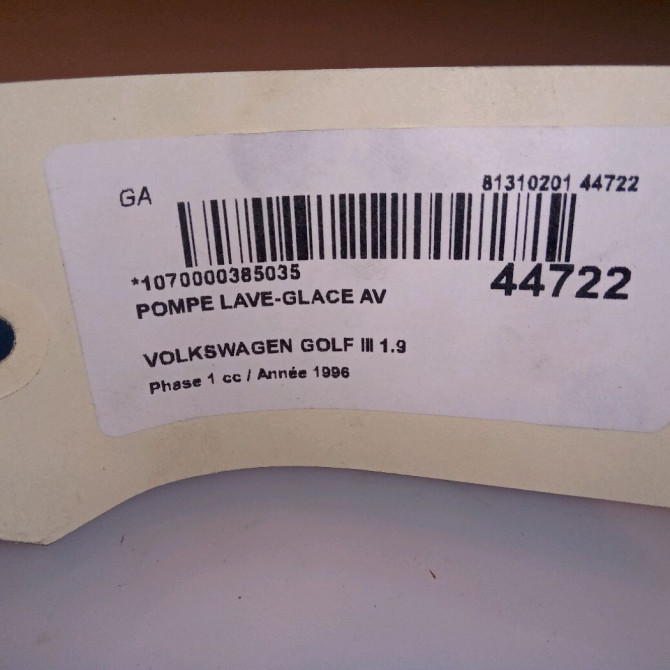 GA
81310201 44722
*1070000385035
44722
POMPE LAVE-GLACE AV
VOLKSWAGEN GOLF III 1.9
Phase 1 cc / Année 1996